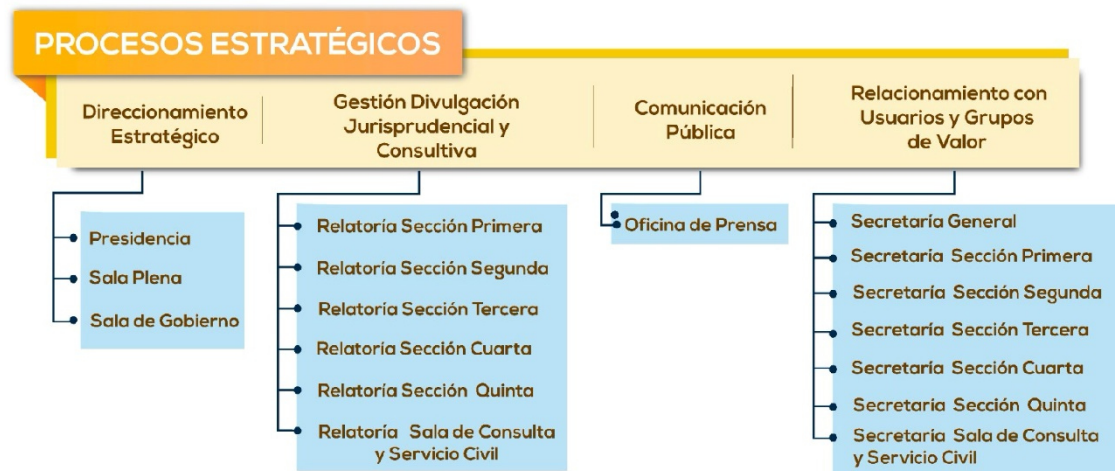 PROCESOS ESTRATÉGICOS
Direccionamiento
Estratégico
Gestión Divulgación
Jurisprudencial y
Consultiva
Comunicación
Pública
Relacionamiento con
Usuarios y Grupos
de Valor
Presidencia
Sala Plena
Sala de Gobierno
Relatoría Sección Primera
Relatoría Sección Segunda
Relatoría Sección Tercera
Relatoría Sección Cuarta
Relatoría Sección Quinta
Relatoría Sala de Consulta
y Servicio Civil
Oficina de Prensa
Secretaría General
Secretaría Sección Primera
Secretaría Sección Segunda
Secretaría Sección Tercera
Secretaría Sección Cuarta
Secretaria Sección Quinta
Secretaria Sala de Consulta
y Servicio Civil